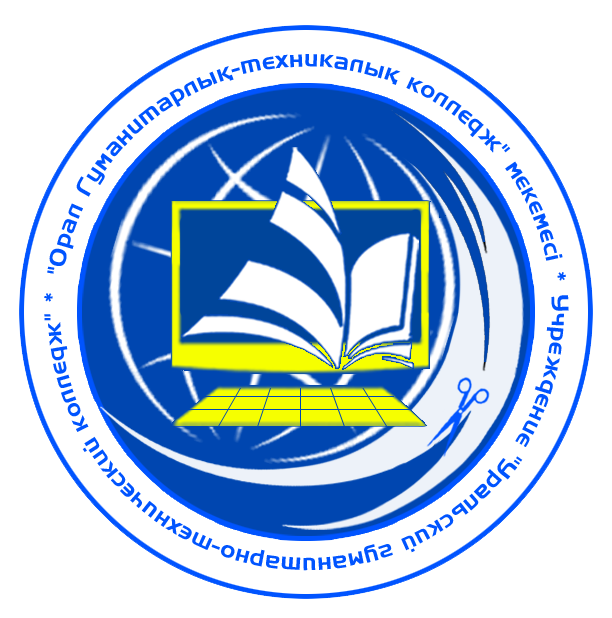 "Орал Гуманитарлық-техникалық колледж" мекемесі *
Учреждение "Уральский гуманитарно-технический колледж" *